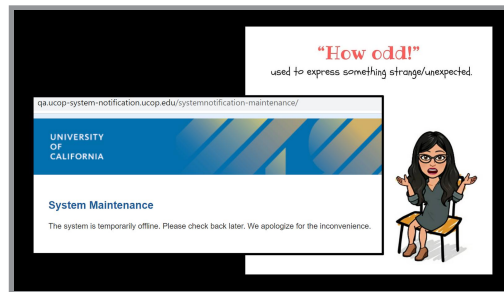 “How odd!”
used to express something strange/unexpected.
qa.ucop-system-notification.ucop.edu/systemnotification-maintenance/
UNIVERSITY
OF
CALIFORNIA
System Maintenance
The system is temporarily offline. Please check back later. We apologize for the inconvenience.